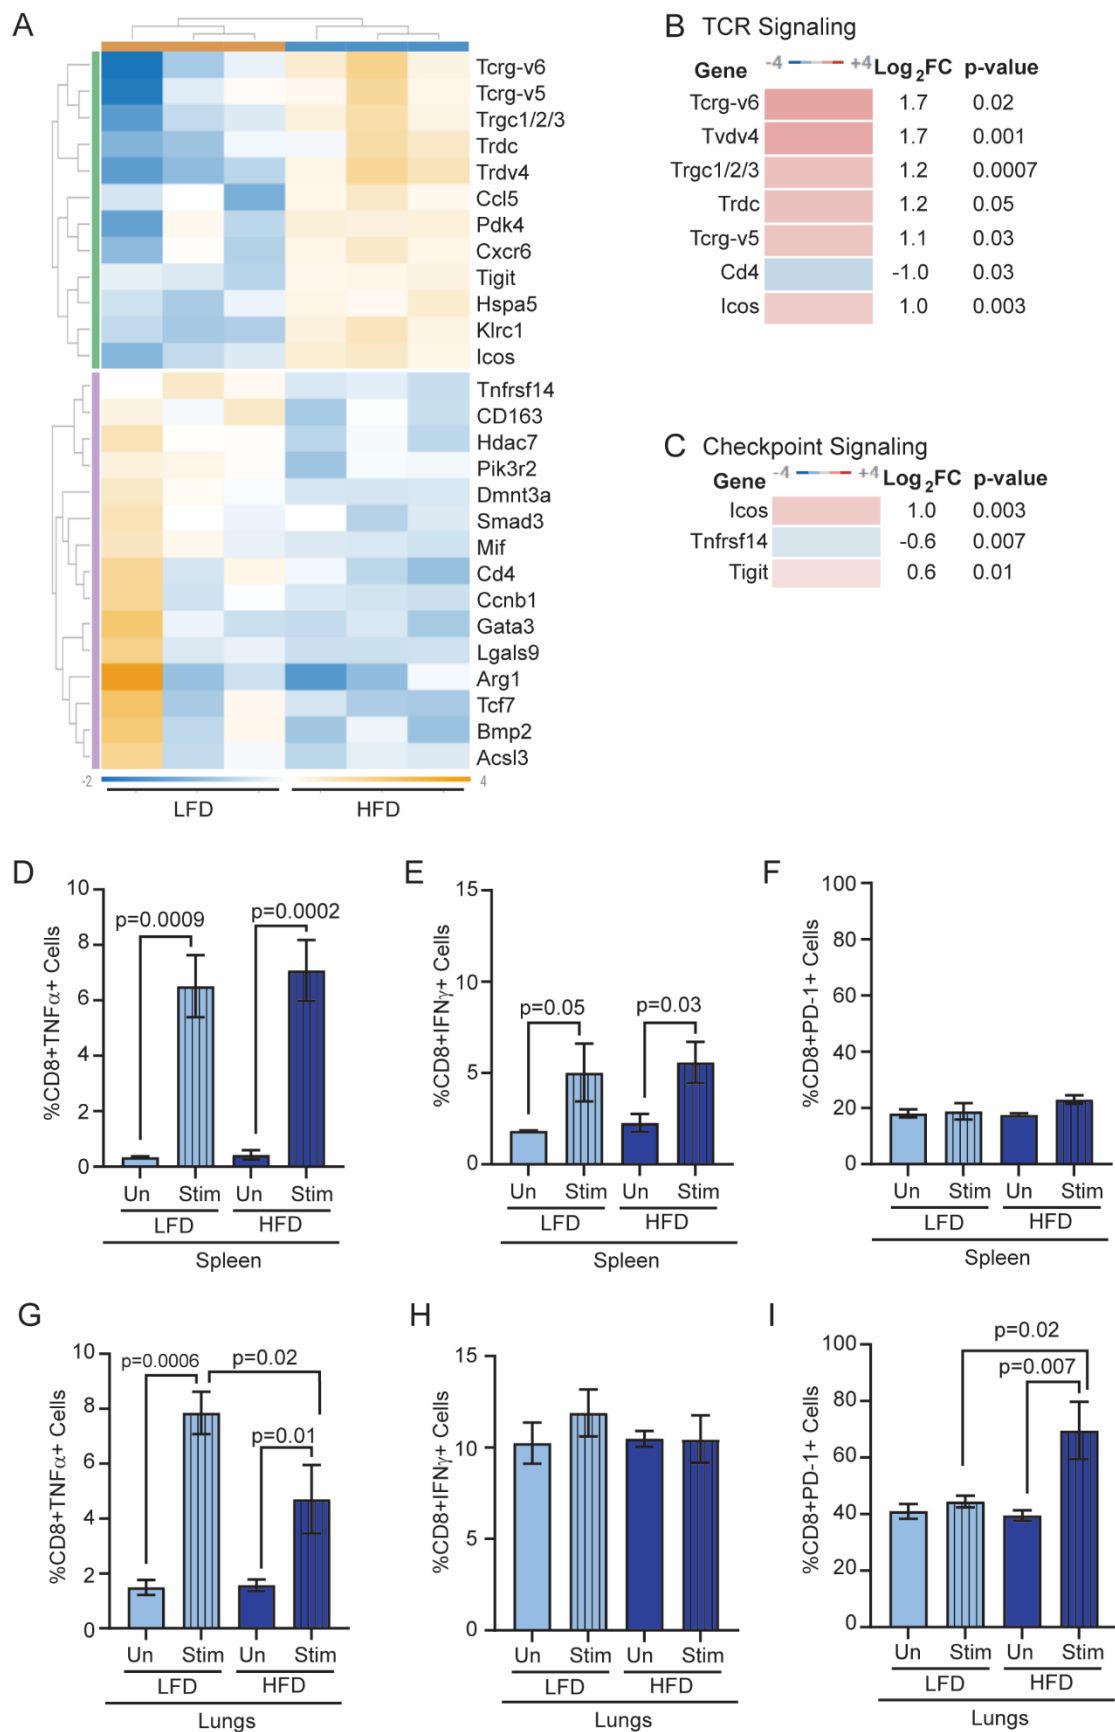 A
Tcrg-v6
Tcrg-v5
Trgc1/2/3
Trdc
Trdv4
Ccl5
Pdk4
Cxcr6
Tigit
Hspa5
Klrc1
Icos
Tnfrsf14
CD163
Hdac7
Pik3r2
Dmnt3a
Smad3
Mif
Cd4
Ccnb1
Gata3
Lgals9
Arg1
Tcf7
Bmp2
Acsl3
-2 4
LFD HFD
B TCR Signaling
Gene -4 +4 Log2FC p-value
Tcrg-v6 1.7 0.02
Tvdv4 1.7 0.001
Trgc1/2/3 1.2 0.0007
Trdc 1.2 0.05
Tcrg-v5 1.1 0.03
Cd4 -1.0 0.03
Icos 1.0 0.003
C Checkpoint Signaling
Gene -4 +4 Log2FC p-value
Icos 1.0 0.003
Tnfrsf14 -0.6 0.007
Tigit 0.6 0.01
D
%CD8+TNFα+ Cells
10
8
6
4
2
0
p=0.0009
p=0.0002
Un Stim Un Stim
LFD HFD
Spleen
E
%CD8+IFNγ+ Cells
15
10
5
0
p=0.05
p=0.03
Un Stim Un Stim
LFD HFD
Spleen
F
%CD8+PD-1+ Cells
100
80
60
40
20
0
Un Stim Un Stim
LFD HFD
Spleen
G
%CD8+TNFα+ Cells
10
8
6
4
2
0
p=0.0006
p=0.02
p=0.01
Un Stim Un Stim
LFD HFD
Lungs
H
%CD8+IFNγ+ Cells
15
10
5
0
Un Stim Un Stim
LFD HFD
Lungs
I
%CD8+PD-1+ Cells
100
80
60
40
20
0
p=0.02
p=0.007
Un Stim Un Stim
LFD HFD
Lungs